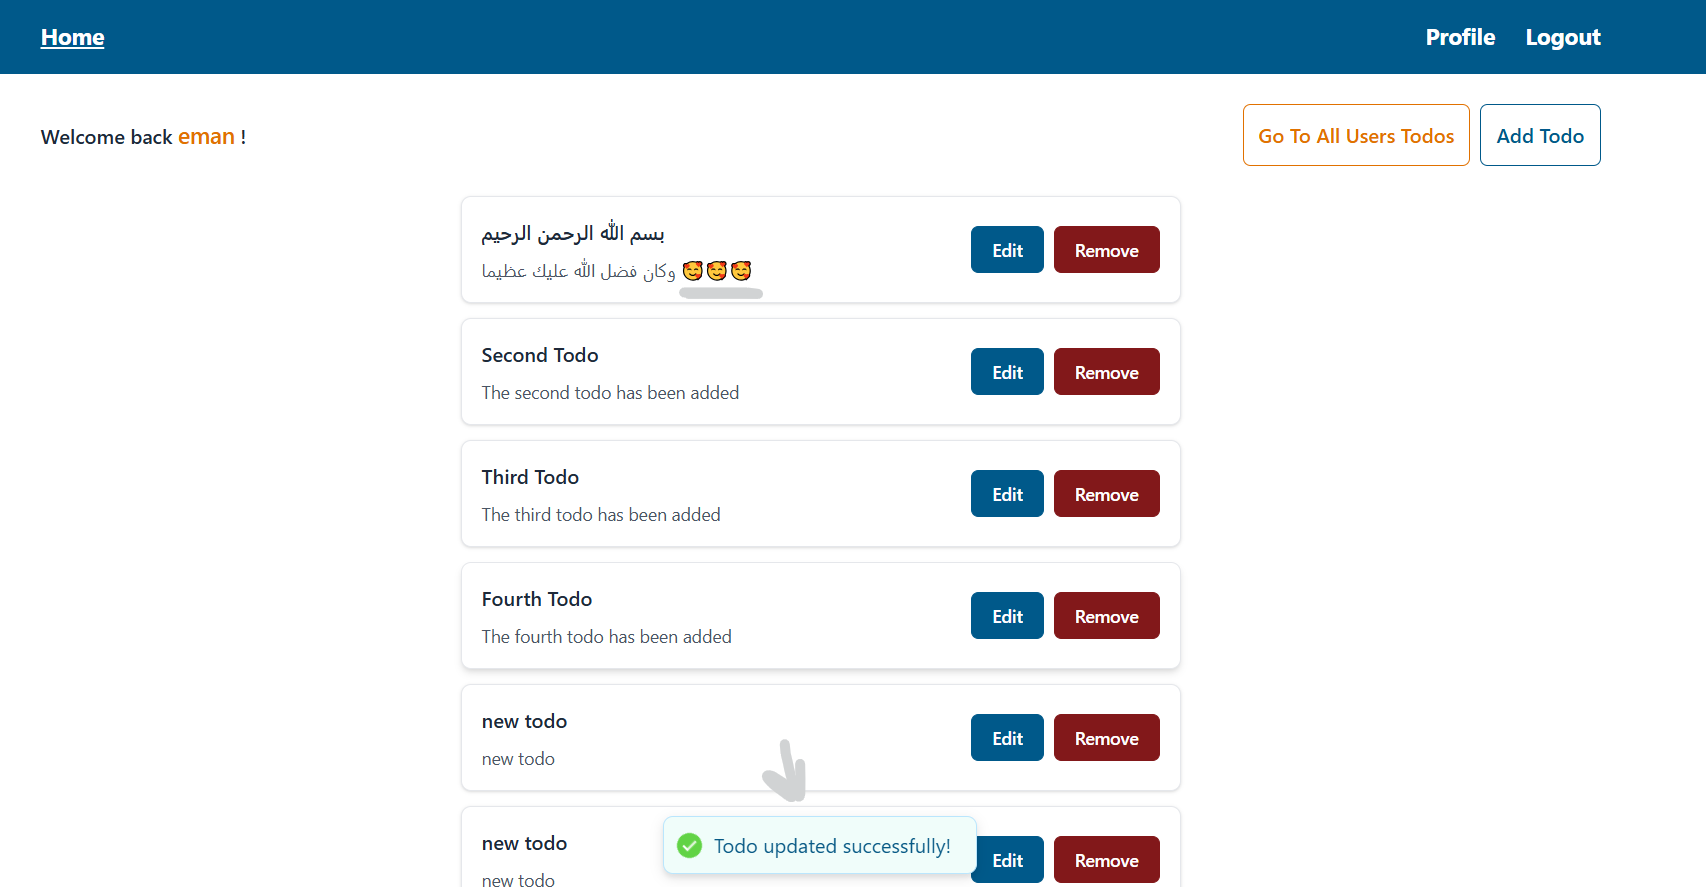 Home
Profile
Logout
Welcome back eman !
Go To All Users Todos
Add Todo
بسم الله الرحمن الرحيم
وكان فضل الله عليك عظيما 🥰🥰🥰
Edit
Remove
Second Todo
The second todo has been added
Edit
Remove
Third Todo
The third todo has been added
Edit
Remove
Fourth Todo
The fourth todo has been added
Edit
Remove
new todo
new todo
Edit
Remove
new todo
new todo
Edit
Remove
Todo updated successfully!